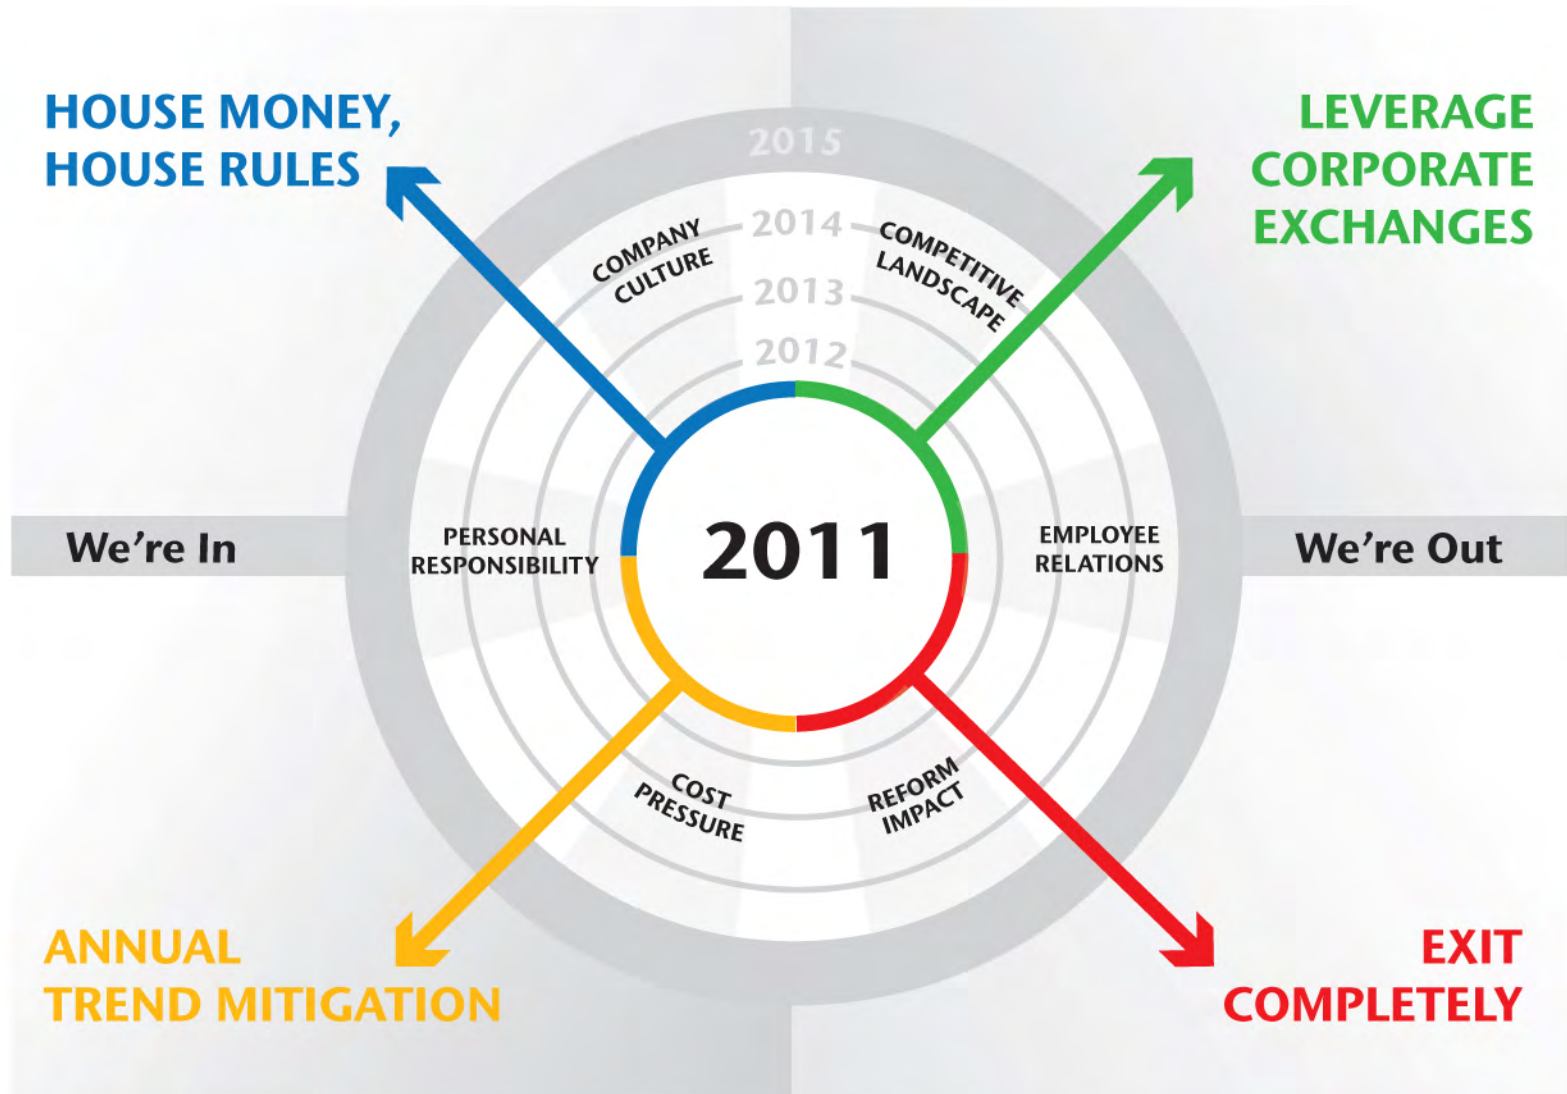 HOUSE MONEY,
HOUSE RULES
LEVERAGE
CORPORATE
EXCHANGES
2015
2014
2013
2012
COMPANY
CULTURE
COMPETITIVE
LANDSCAPE
We're In
PERSONAL
RESPONSIBILITY
2011
EMPLOYEE
RELATIONS
We're Out
COST
PRESSURE
REFORM
IMPACT
ANNUAL
TREND MITIGATION
EXIT
COMPLETELY